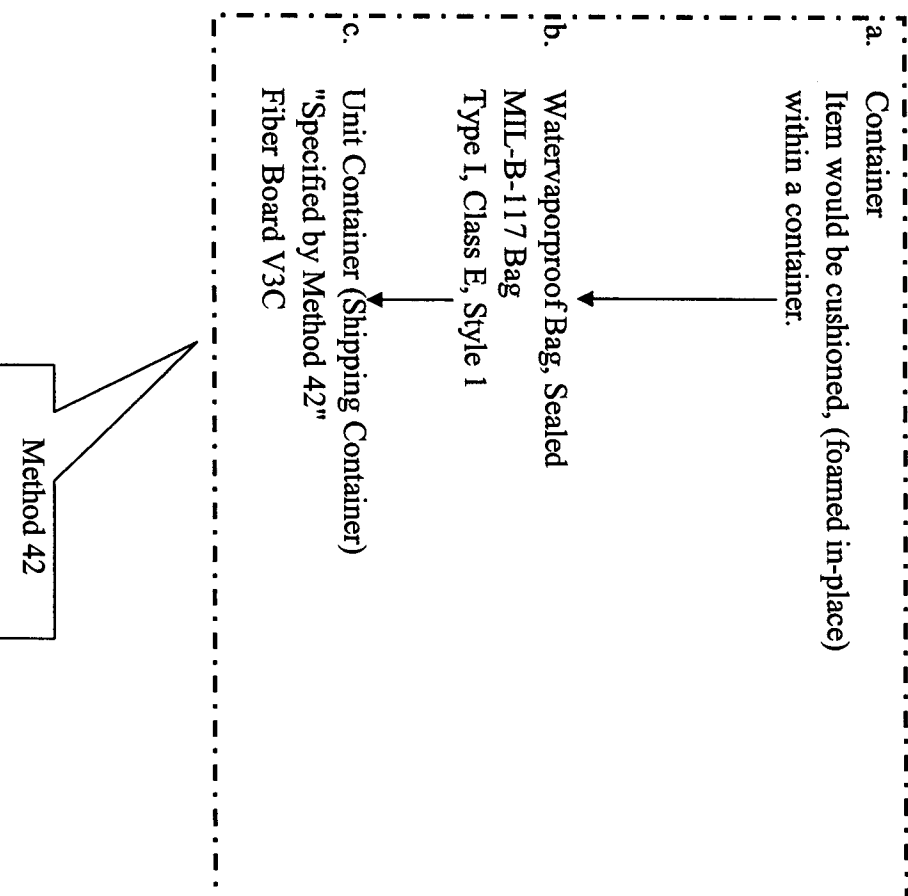 a. Container
Item would be cushioned, (foamed in-place)
within a container.
b. Watervaporproof Bag, Sealed
MIL-B-117 Bag
Type I, Class E, Style 1
c. Unit Container (Shipping Container)
"Specified by Method 42"
Fiber Board V3C
Method 42